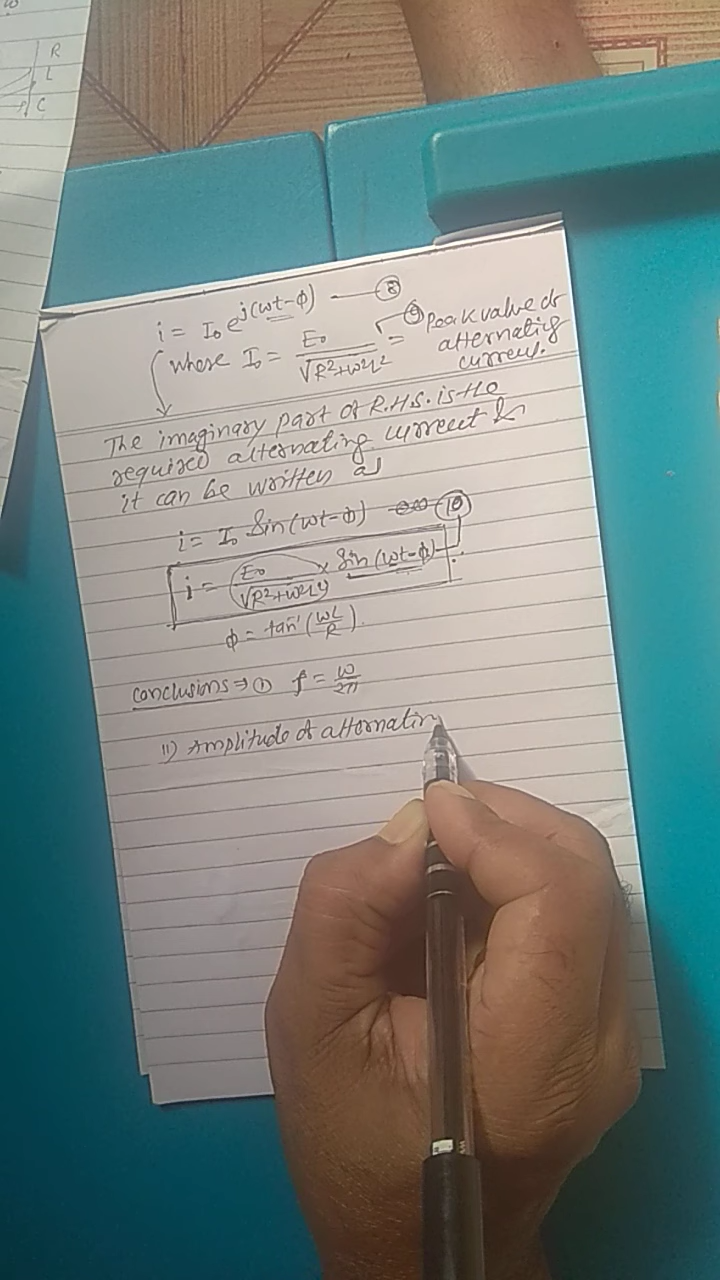 R
L
C
i = I₀ e^j(ωt-ϕ) — ⑧
where I₀ = E₀/√R²+ω²L² = ⑨ Peak value of alternating current.
The imaginary part of R.H.S. is the
required alternating current &
it can be written as
i = I₀ Sin(ωt-ϕ) ⑩
i = E₀/√R²+ω²L² × Sin(ωt-ϕ)
ϕ = tan⁻¹(ωL/R).
Conclusions ⇒ ① f = ω/2π
11) Amplitude of alternatin